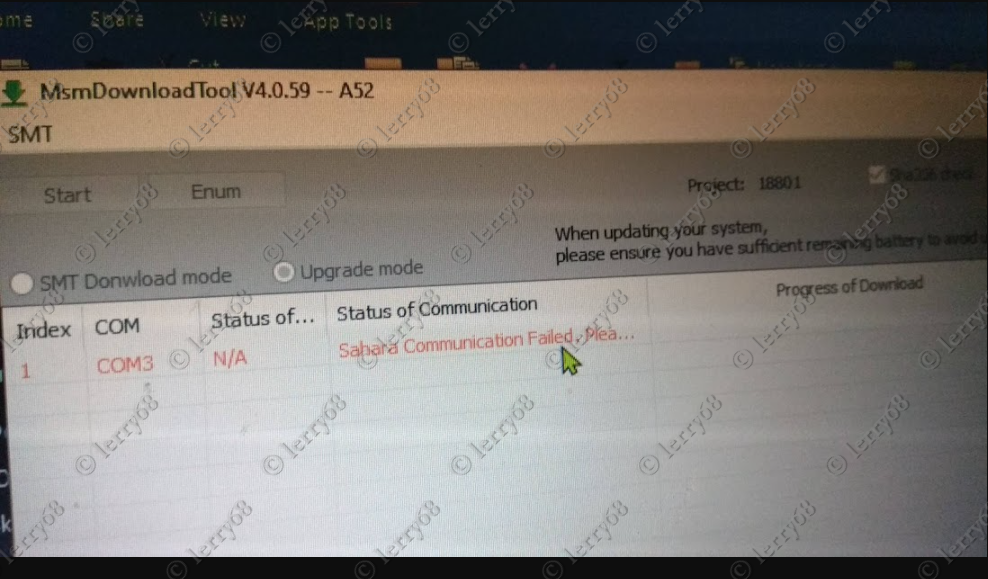 Share View App Tools
MsmDownloadTool V4.0.59 -- A52
SMT
Start Enum Project: 18801
When updating your system,
please ensure you have sufficient remaining battery to avoid
SMT Donwload mode Upgrade mode
Index COM Status of... Status of Communication Progress of Download
1 COM3 N/A Sahara Communication Failed. Plea...
© lerry68